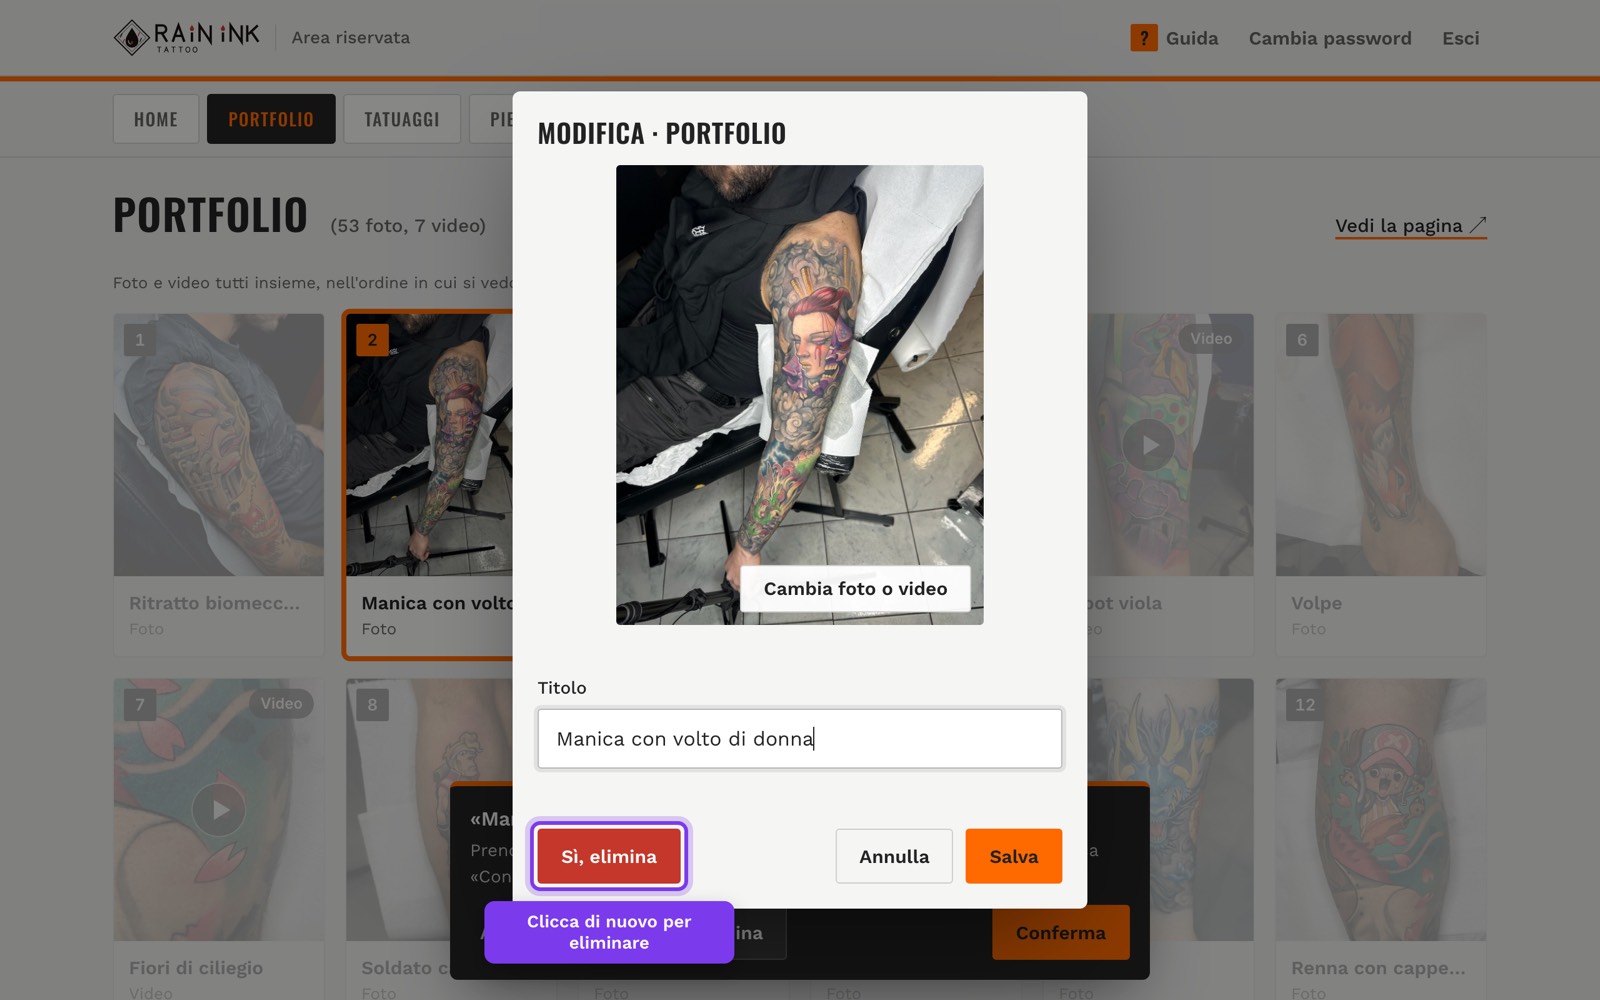 RAIN INK
TATTOO
Area riservata
? Guida
Cambia password
Esci
HOME
PORTFOLIO
TATUAGGI
PIE
MODIFICA · PORTFOLIO
PORTFOLIO
(53 foto, 7 video)
Vedi la pagina
Foto e video tutti insieme, nell'ordine in cui si vedo
1
2
Video
6
Cambia foto o video
Ritratto biomecc...
Foto
Manica con volto
Foto
bot viola
eo
Volpe
Foto
Titolo
Manica con volto di donna
7
Video
8
12
«Ma
Prend
«Con
a
Sì, elimina
Annulla
Salva
Clicca di nuovo per
eliminare
ina
Conferma
Fiori di ciliegio
Video
Soldato c
Foto
Foto
Foto
Foto
Renna con cappe...
Foto